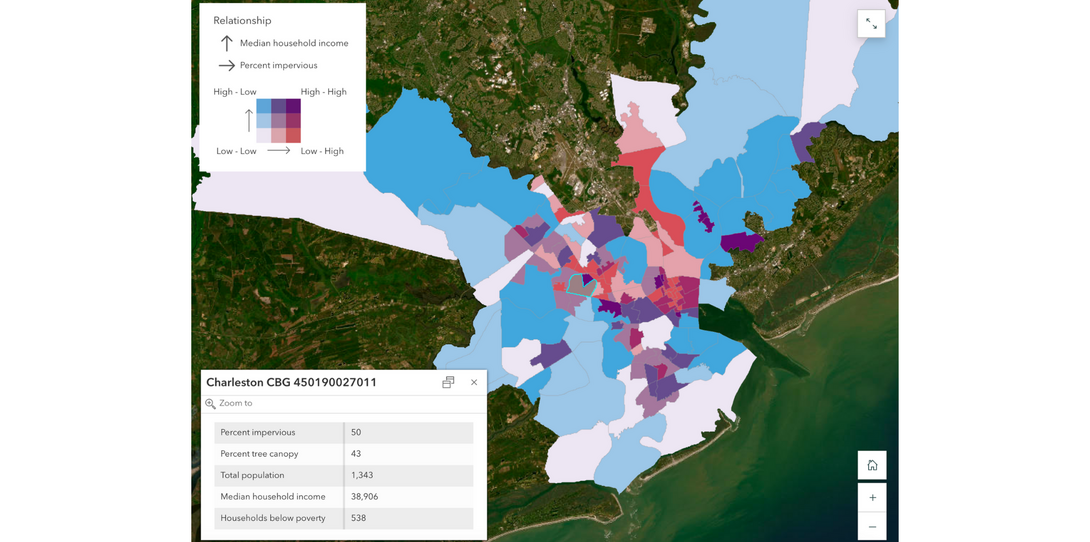 Relationship
Median household income
Percent impervious
High - Low High - High
Low - Low Low - High
Charleston CBG 450190027011
Zoom to
Percent impervious 50
Percent tree canopy 43
Total population 1,343
Median household income 38,906
Households below poverty 538